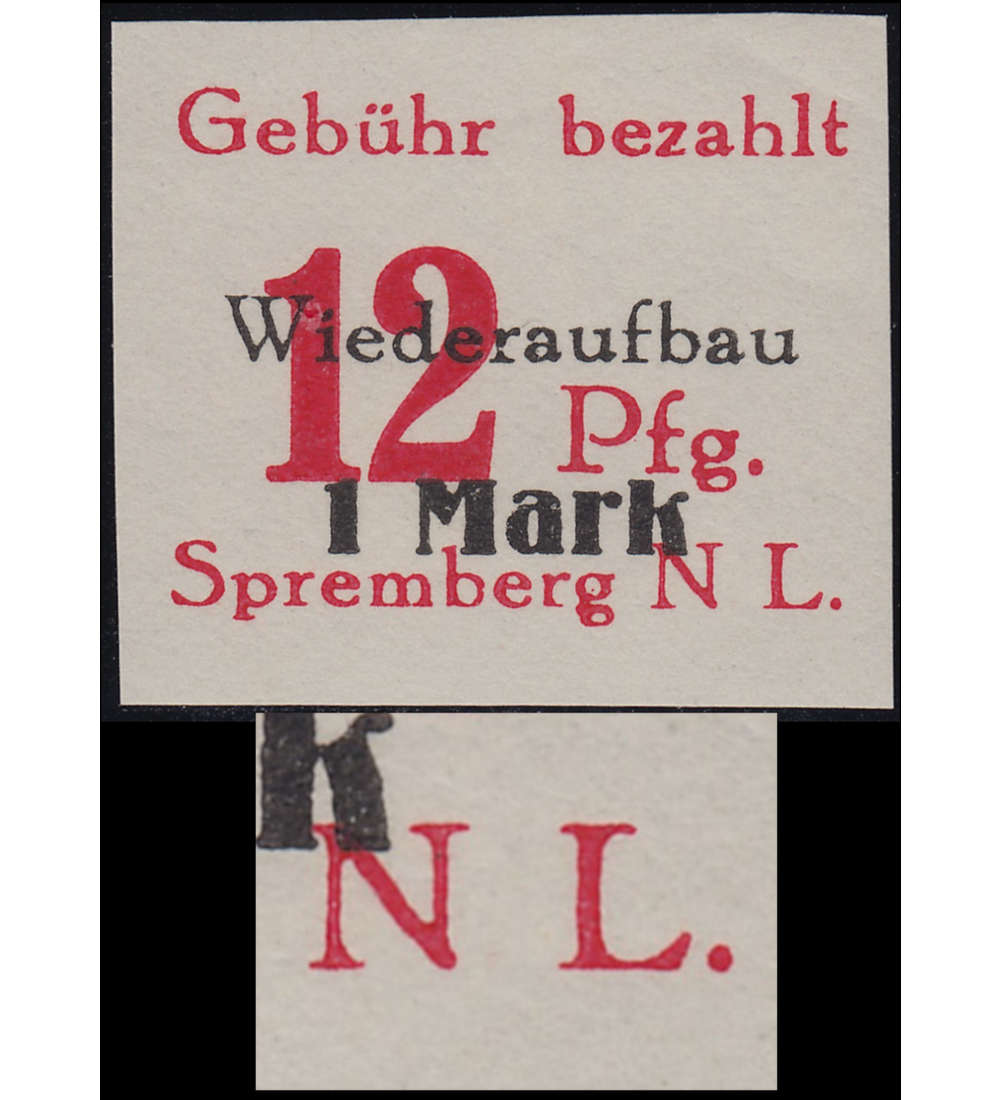 Gebühr bezahlt
12 Pfg.
Wiederaufbau
1 Mark
Spremberg N L.
k
N L.